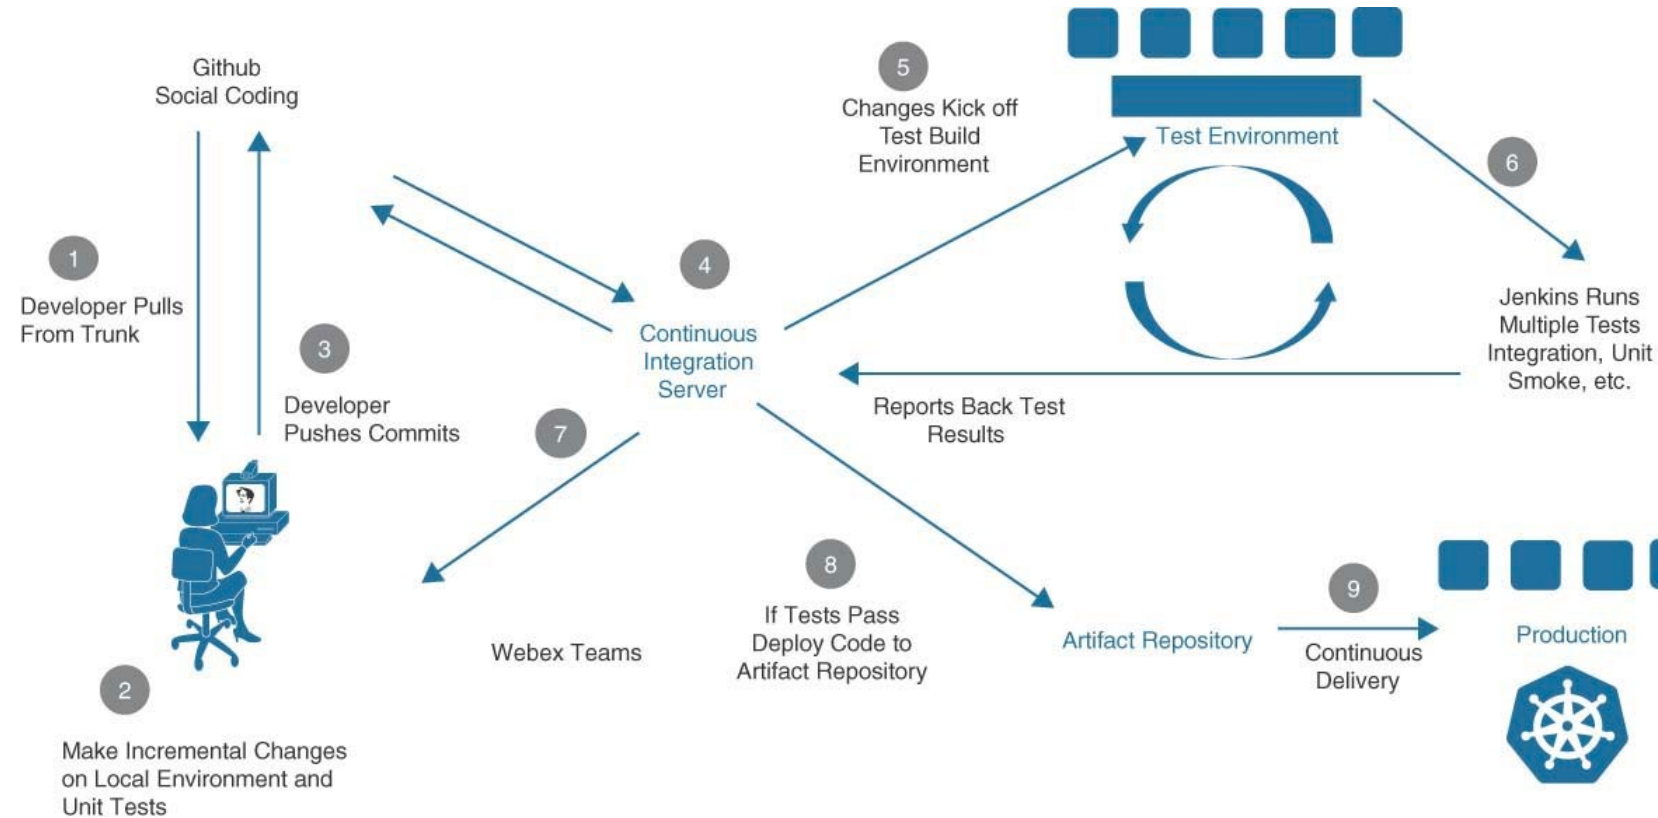 Github
Social Coding
1
Developer Pulls
From Trunk
3
Developer
Pushes Commits
2
Make Incremental Changes
on Local Environment and
Unit Tests
4
Continuous
Integration
Server
5
Changes Kick off
Test Build
Environment
Test Environment
6
Jenkins Runs
Multiple Tests
Integration, Unit
Smoke, etc.
Reports Back Test
Results
7
Webex Teams
8
If Tests Pass
Deploy Code to
Artifact Repository
Artifact Repository
9
Continuous
Delivery
Production